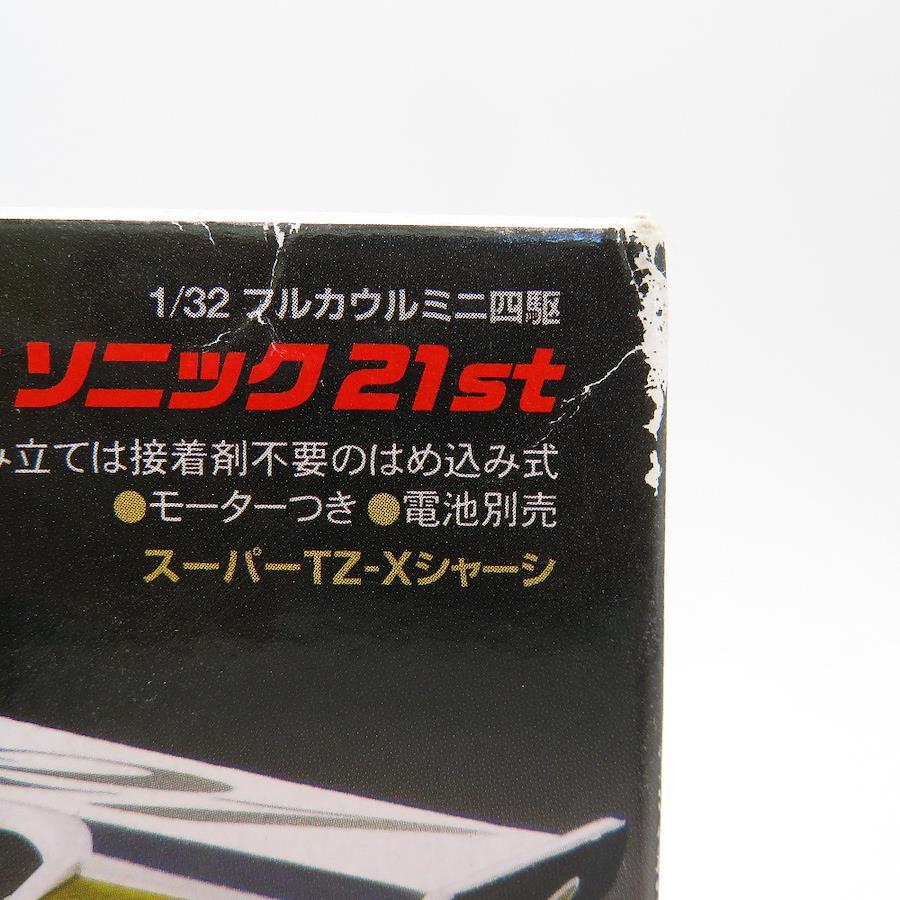 1/32 フルカウルミニ四駆
ソニック 21st
み立ては接着剤不要のはめ込み式
●モーターつき ●電池別売
スーパーTZ-Xシャーシ